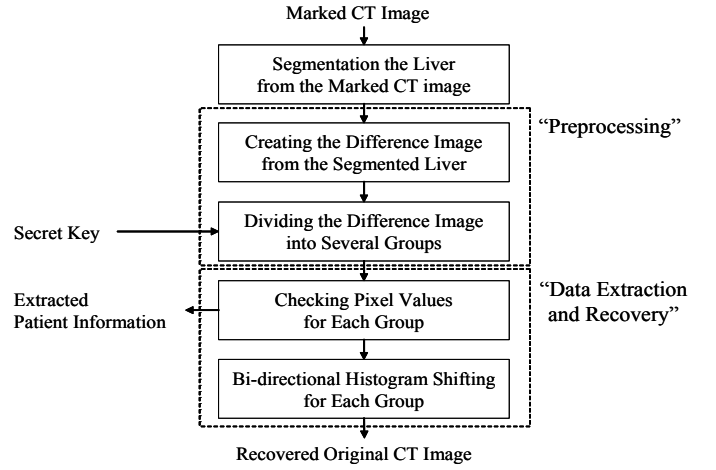 Marked CT Image
Segmentation the Liver
from the Marked CT image
"Preprocessing"
Creating the Difference Image
from the Segmented Liver
Secret Key
Dividing the Difference Image
into Several Groups
Extracted
Patient Information
Checking Pixel Values
for Each Group
"Data Extraction
and Recovery"
Bi-directional Histogram Shifting
for Each Group
Recovered Original CT Image